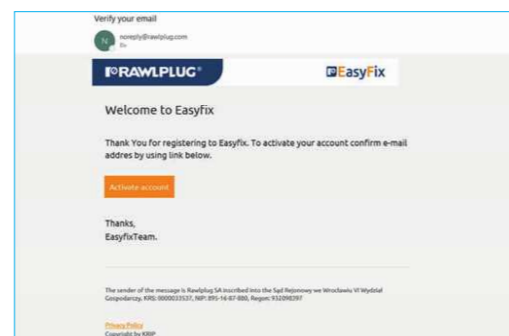 Verify your email
N
noreply@rawlplug.com
RAWLPLUG®
EasyFix
Welcome to Easyfix
Thank You for registering to Easyfix. To activate your account confirm e-mail
addres by using link below.
Activate account
Thanks,
EasyfixTeam.
The sender of the message is Rawlplug SA inscribed into the Sąd Rejonowy we Wrocławiu VI Wydział
Gospodarczy, KRS: 0000033537, NIP: 895-16-87-880, Regon: 932098397
Privacy Policy
Copyright by